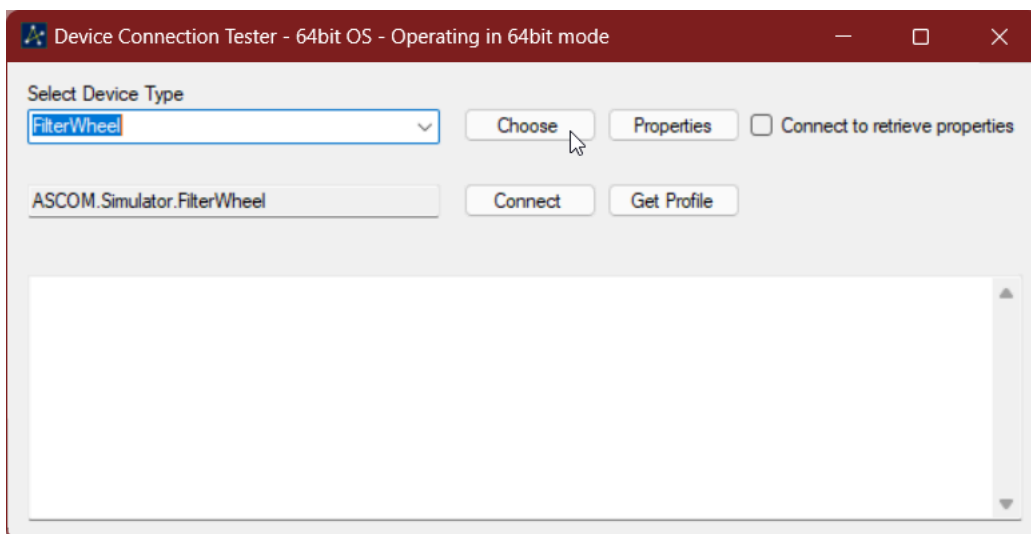 Device Connection Tester - 64bit OS - Operating in 64bit mode
Select Device Type
FilterWheel Choose Properties Connect to retrieve properties
ASCOM.Simulator.FilterWheel Connect Get Profile